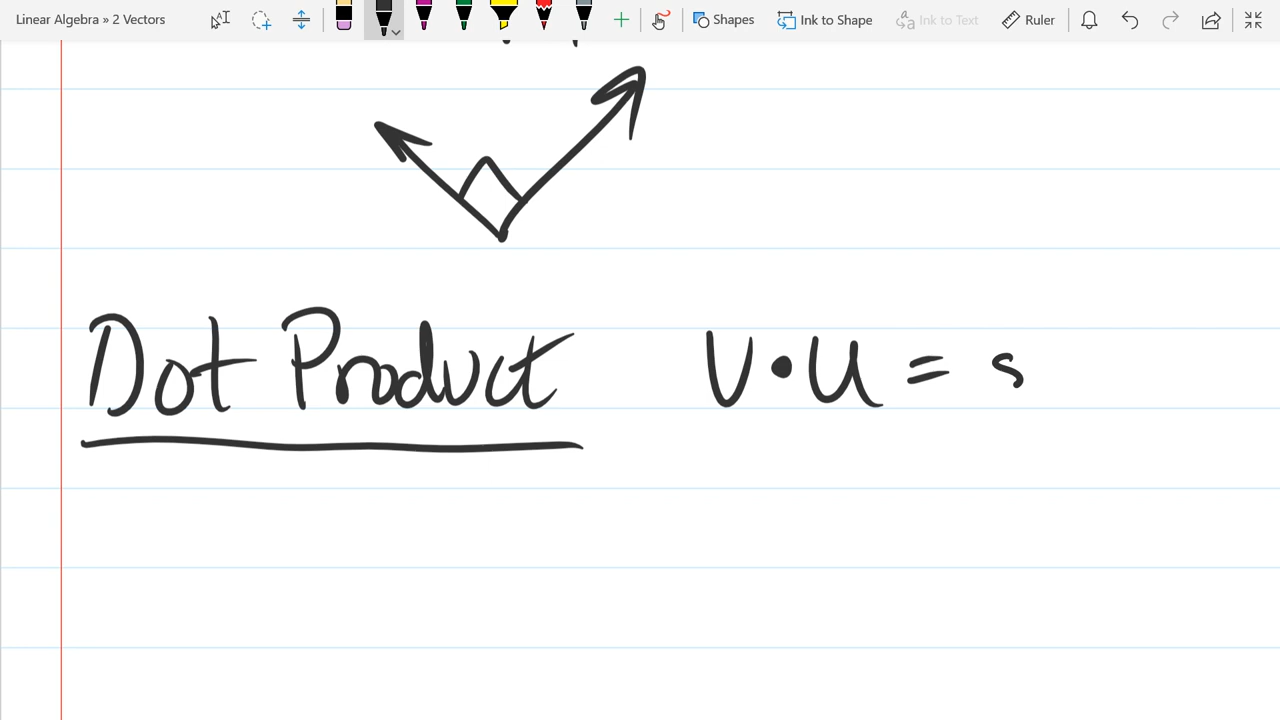 Linear Algebra » 2 Vectors Shapes Ink to Shape Ink to Text Ruler
Dot Product V • U = s